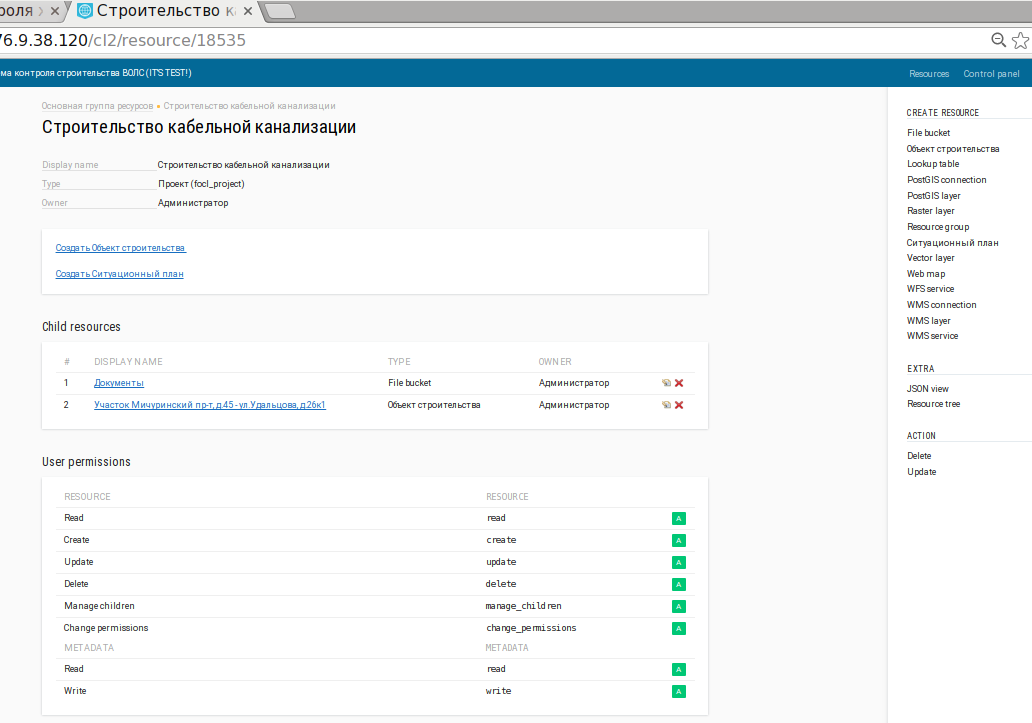 роля
Строительство к
76.9.38.120/cl2/resource/18535
ма контроля строительства ВОЛС (IT'S TEST!)
Resources Control panel
Основная группа ресурсов • Строительство кабельной канализации
Строительство кабельной канализации
Display name Строительство кабельной канализации
Type Проект (focl_project)
Owner Администратор
Создать Объект строительства
Создать Ситуационный план
Child resources
# DISPLAY NAME TYPE OWNER
1 Документы File bucket Администратор
2 Участок Мичуринский пр-т, д.45 - ул.Удальцова, д.26к1 Объект строительства Администратор
User permissions
RESOURCE RESOURCE
Read read A
Create create A
Update update A
Delete delete A
Manage children manage_children A
Change permissions change_permissions A
METADATA METADATA
Read read A
Write write A
CREATE RESOURCE
File bucket
Объект строительства
Lookup table
PostGIS connection
PostGIS layer
Raster layer
Resource group
Ситуационный план
Vector layer
Web map
WFS service
WMS connection
WMS layer
WMS service
EXTRA
JSON view
Resource tree
ACTION
Delete
Update